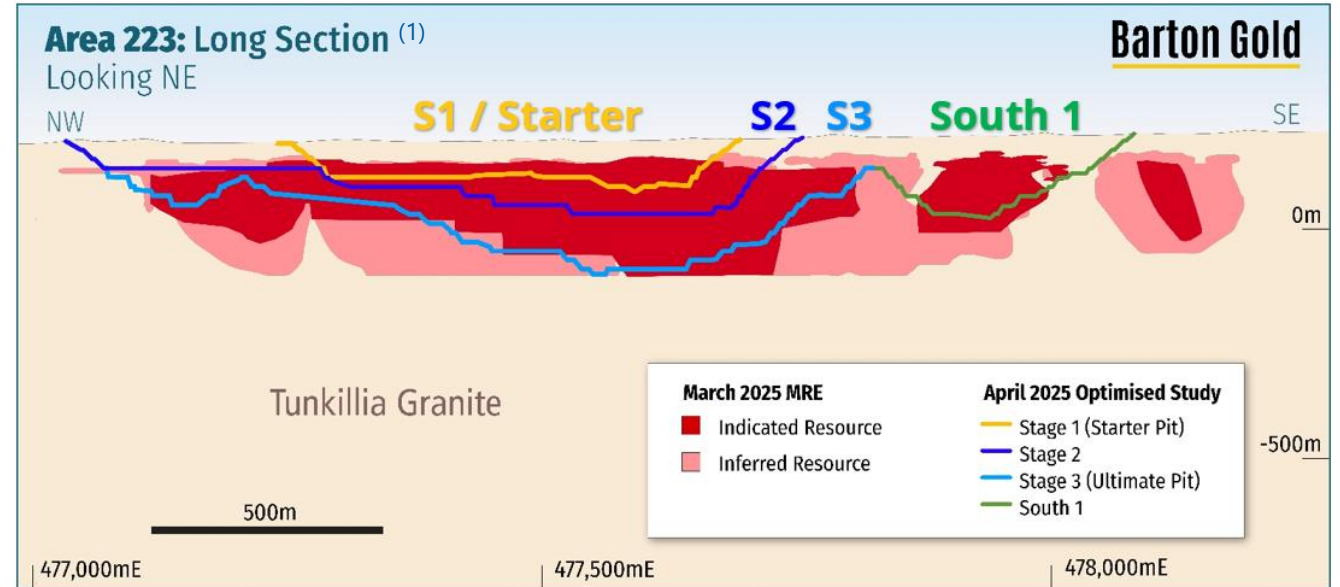 Area 223: Long Section (1)
Barton Gold
Looking NE
NW
S1 / Starter
S2
S3
South 1
SE
0m
Tunkillia Granite
March 2025 MRE
Indicated Resource
Inferred Resource
April 2025 Optimised Study
Stage 1 (Starter Pit)
Stage 2
Stage 3 (Ultimate Pit)
South 1
-500m
500m
477,000mE
477,500mE
478,000mE